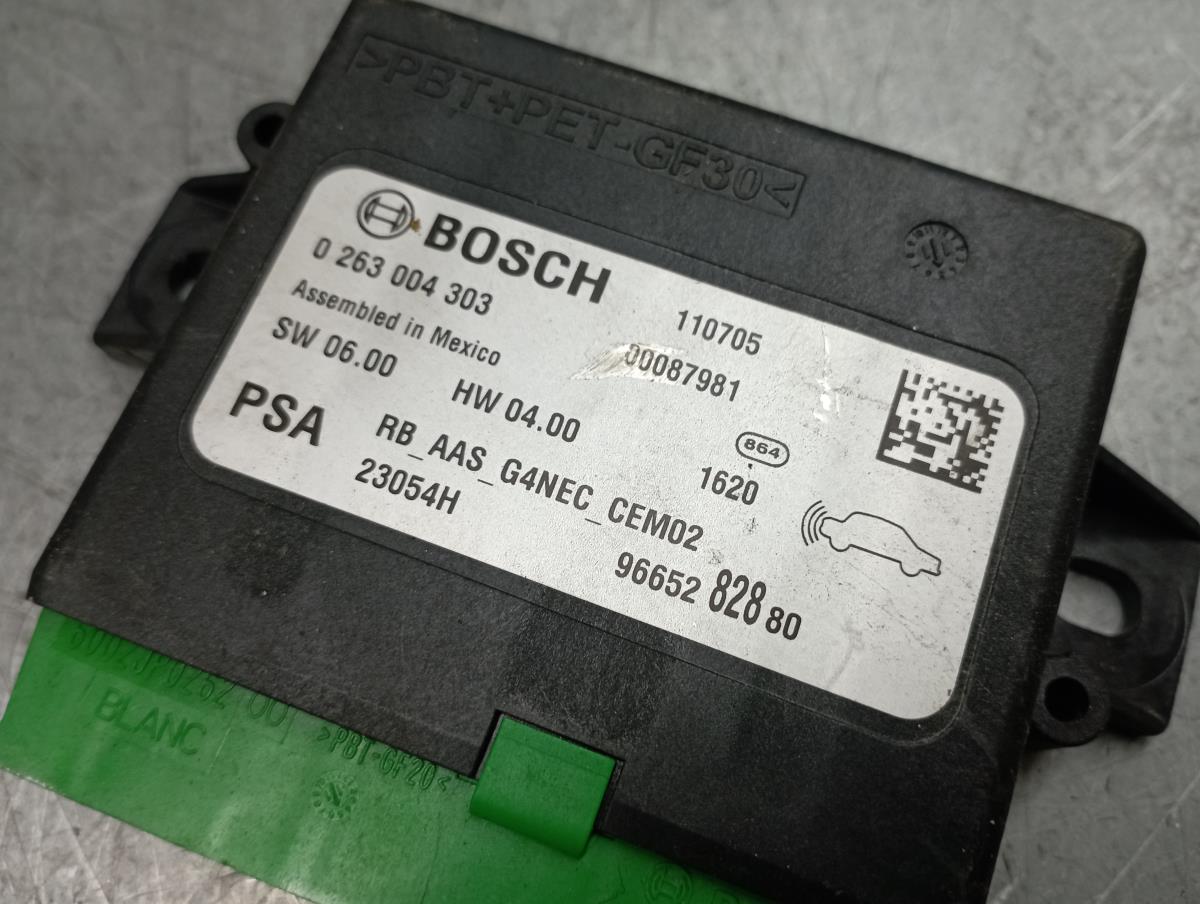 >PBT+PET-GF30<
BOSCH
0 263 004 303
110705
Assembled in Mexico
00087981
SW 06.00
HW 04.00
864
PSA
RB_AAS_G4NEC_CEM02
1620
23054H
96652 828 80
BLANC
>PBT-GF20<